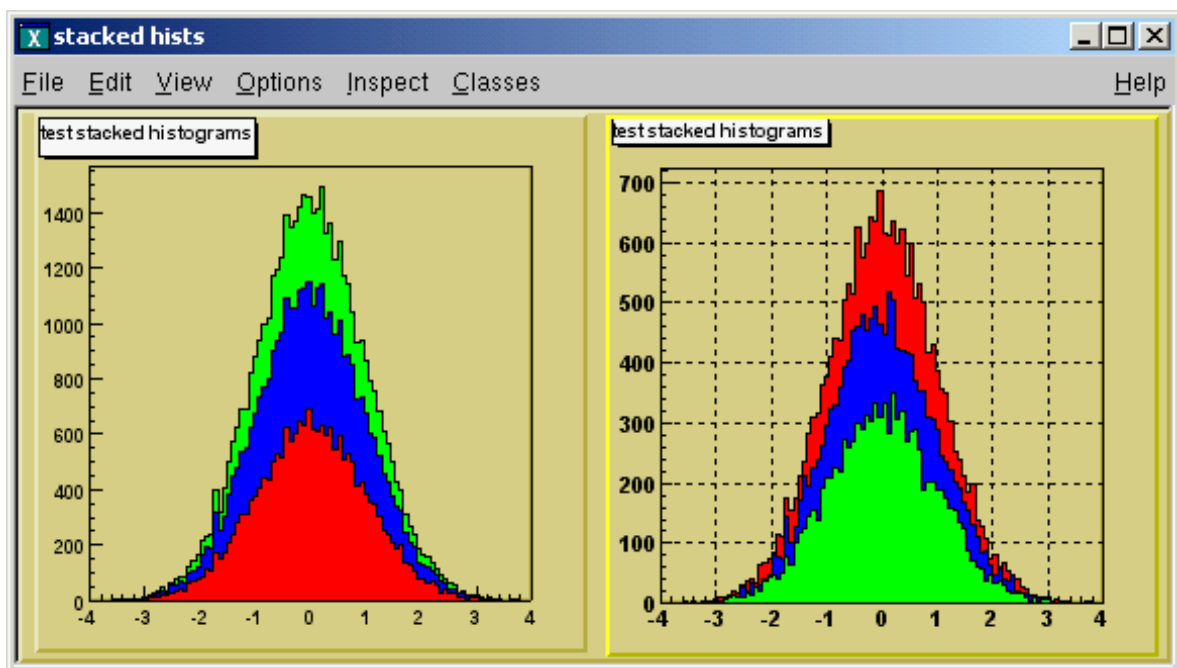 X stacked hists
File Edit View Options Inspect Classes Help
test stacked histograms
1400
1200
1000
800
600
400
200
0
-4 -3 -2 -1 0 1 2 3 4
test stacked histograms
700
600
500
400
300
200
100
0
-4 -3 -2 -1 0 1 2 3 4